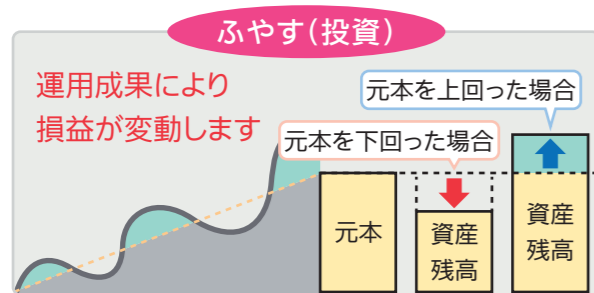 ふやす(投資)
運用成果により
損益が変動します
元本を上回った場合
元本を下回った場合
元本
資産
残高
資産
残高